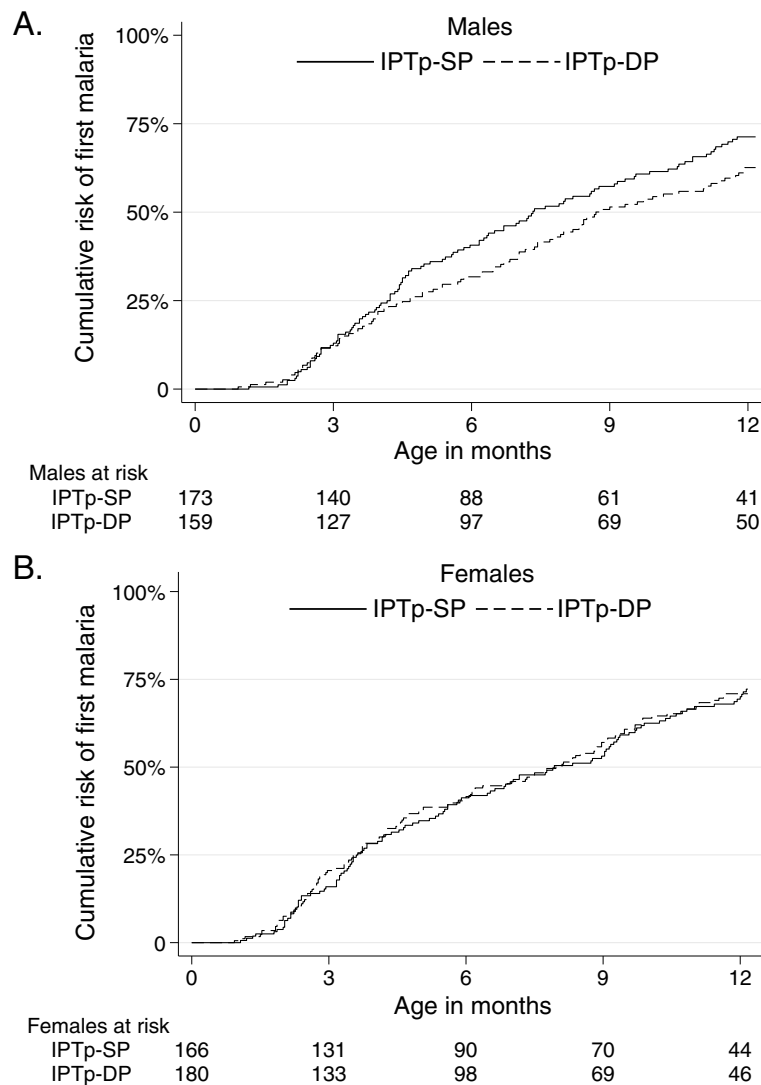 A.
Males
IPTp-SP IPTp-DP
100%
75%
50%
25%
0
Cumulative risk of first malaria
0 3 6 9 12
Age in months
Males at risk
IPTp-SP 173 140 88 61 41
IPTp-DP 159 127 97 69 50
B.
Females
IPTp-SP IPTp-DP
100%
75%
50%
25%
0
Cumulative risk of first malaria
0 3 6 9 12
Age in months
Females at risk
IPTp-SP 166 131 90 70 44
IPTp-DP 180 133 98 69 46